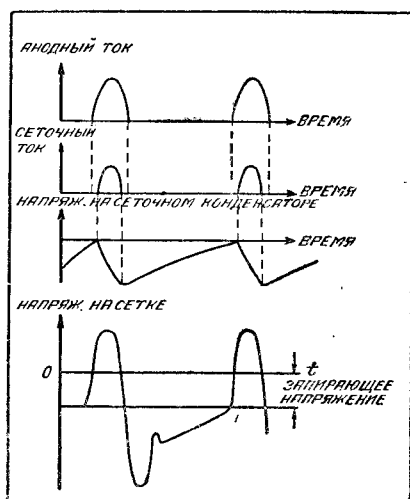 АНОДНЫЙ ТОК
ВРЕМЯ
СЕТОЧНЫЙ
ТОК
ВРЕМЯ
НАПРЯЖ. НА СЕТОЧНОМ КОНДЕНСАТОРЕ
ВРЕМЯ
НАПРЯЖ. НА СЕТКЕ
0
t
ЗАПИРАЮЩЕЕ
НАПРЯЖЕНИЕ